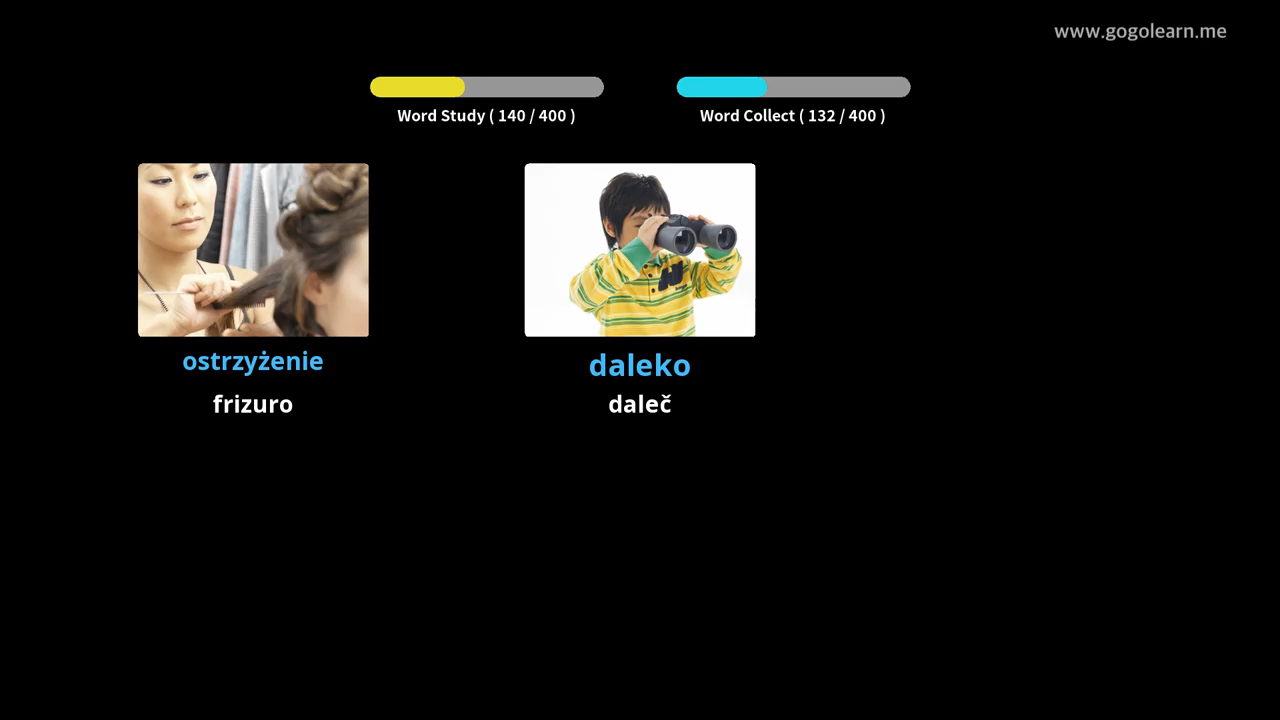 www.gogolearn.me
Word Study ( 140 / 400 )
Word Collect ( 132 / 400 )
ostrzyżenie
frizuro
daleko
daleč